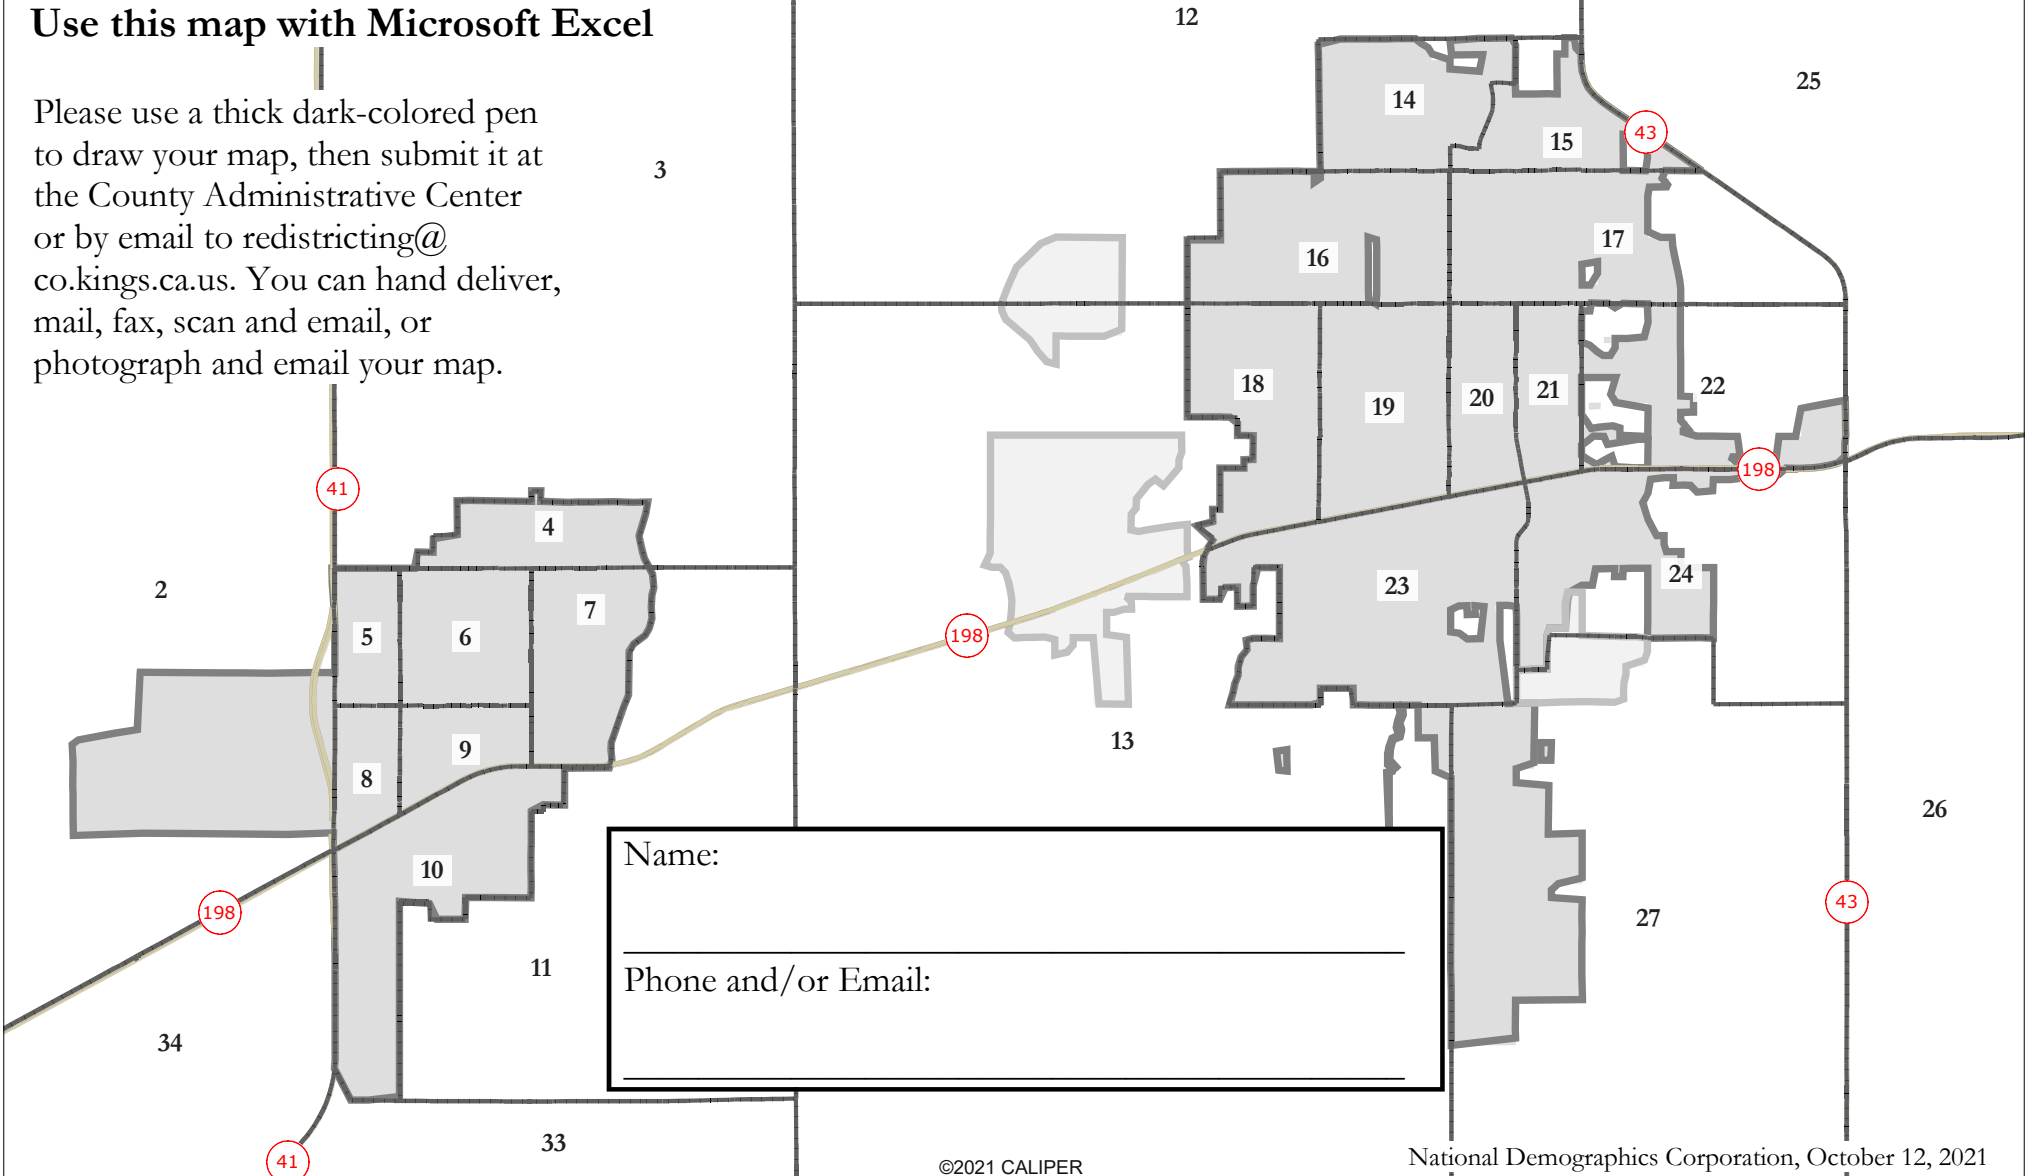 Use this map with Microsoft Excel
Please use a thick dark-colored pen
to draw your map, then submit it at
the County Administrative Center
or by email to redistricting@
co.kings.ca.us. You can hand deliver,
mail, fax, scan and email, or
photograph and email your map.
12
25
14
43
15
3
17
16
18
22
21
20
19
198
41
4
24
23
2
7
5
6
198
13
9
8
26
Name:
10
43
198
27
11
Phone and/or Email:
34
33
41
©2021 CALIPER
National Demographics Corporation, October 12, 2021